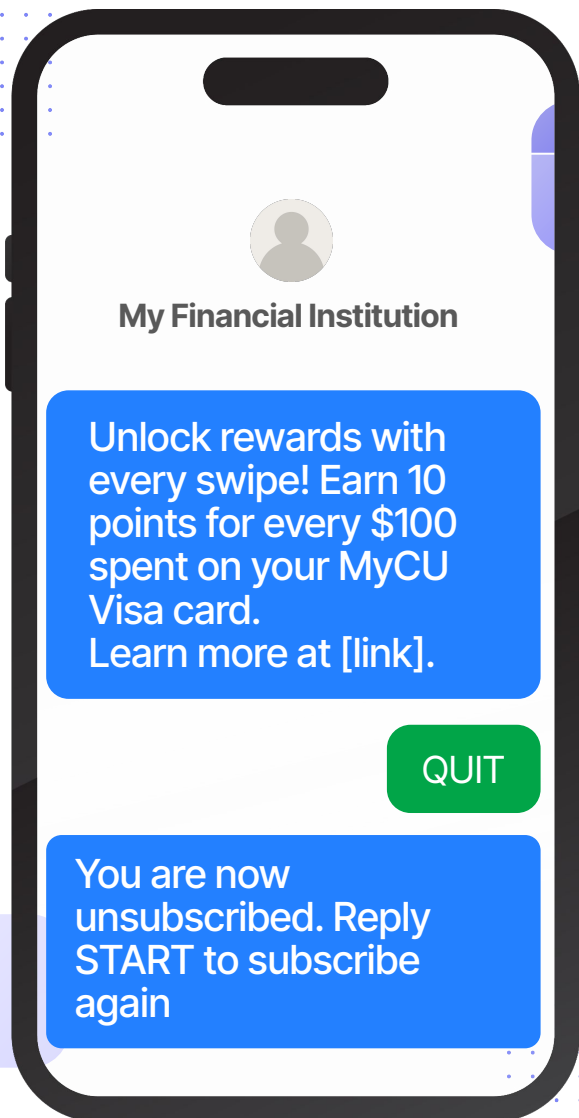 My Financial Institution
Unlock rewards with
every swipe! Earn 10
points for every $100
spent on your MyCU
Visa card.
Learn more at [link].
QUIT
You are now
unsubscribed. Reply
START to subscribe
again